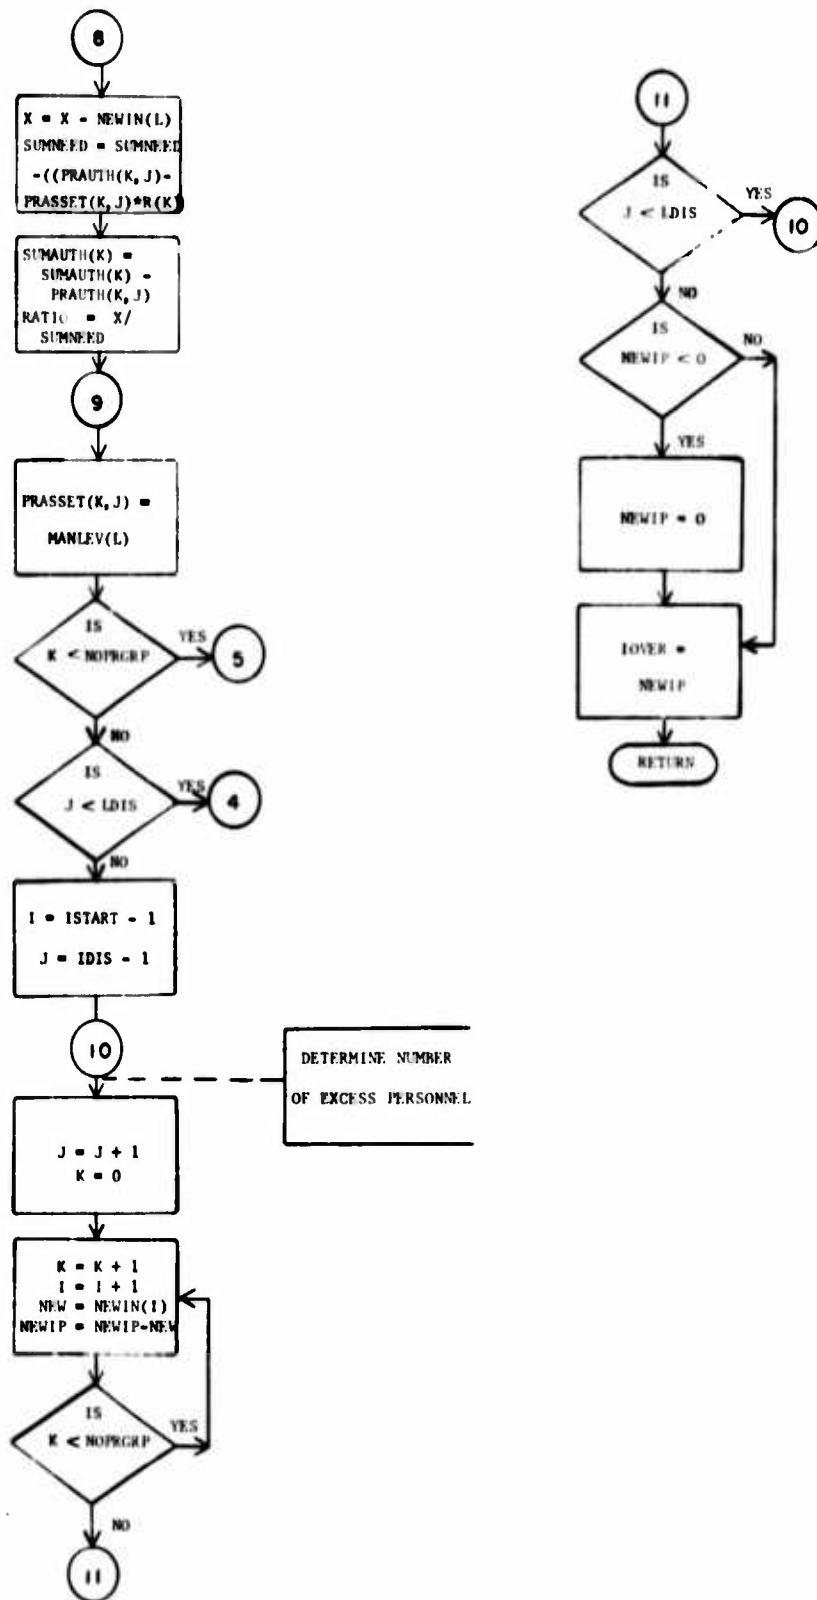 8
X = X - NEWIN(L)
SUMNEED = SUMNEED
-((PRAUTH(K,J)-
PRASSET(K,J)*R(K)
SUMAUTH(K) =
SUMAUTH(K) -
PRAUTH(K,J)
RATIO = X/
SUMNEED
9
PRASSET(K,J) =
MANLEV(L)
IS
K < NOPRGRP
YES
5
NO
IS
J < LDIS
YES
4
NO
I = ISTART - 1
J = IDIS - 1
10
DETERMINE NUMBER
OF EXCESS PERSONNEL
J = J + 1
K = 0
K = K + 1
I = I + 1
NEW = NEWIN(I)
NEWIP = NEWIP-NEW
IS
K < NOPRGRP
YES
NO
11
11
IS
J < LDIS
YES
10
NO
IS
NEWIP < 0
NO
YES
NEWIP = 0
IOVER =
NEWIP
RETURN